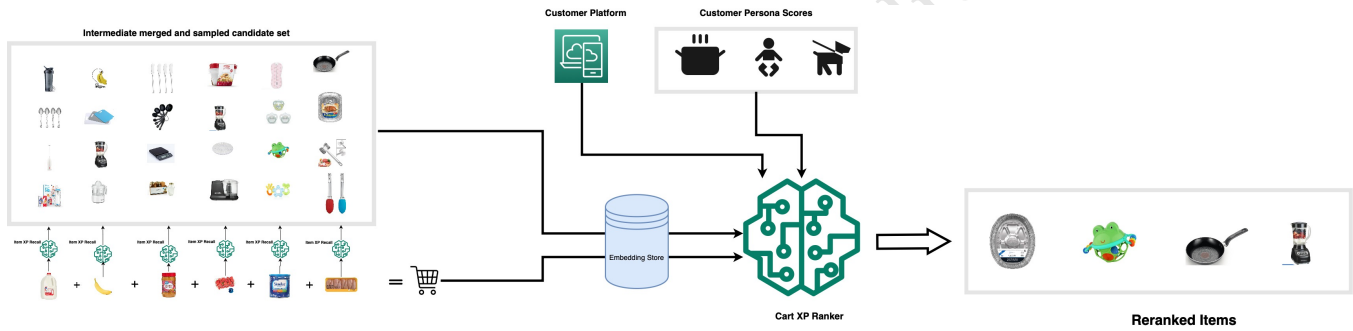 Customer Platform
Customer Persona Scores
Intermediate merged and sampled candidate set
Item XP Recall
Item XP Recall
Item XP Recall
Item XP Recall
Item XP Recall
Item XP Recall
+ + + + + =
Embedding Store
Cart XP Ranker
Reranked Items